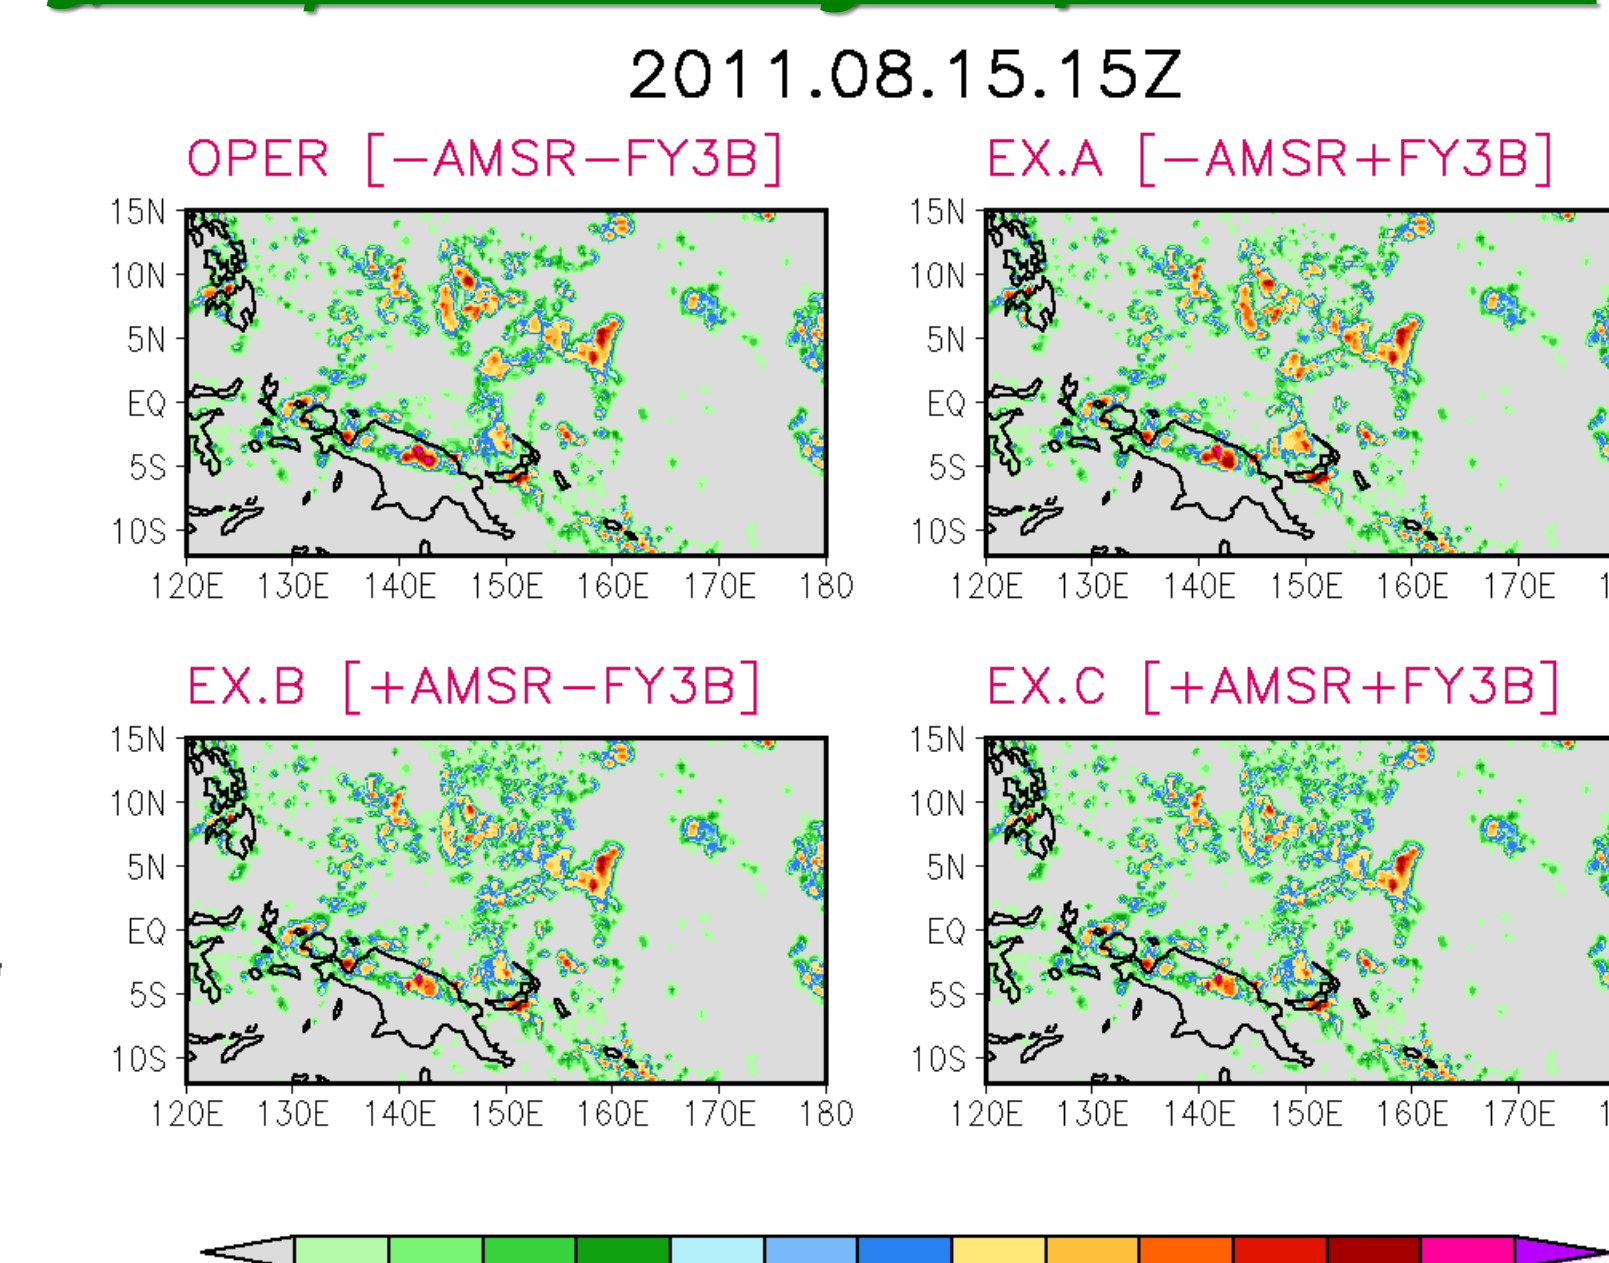 2011.08.15.15Z
OPER [−AMSR−FY3B]
EX.A [−AMSR+FY3B]
15N
10N
5N
EQ
5S
10S
120E 130E 140E 150E 160E 170E 180
15N
10N
5N
EQ
5S
10S
120E 130E 140E 150E 160E 170E
EX.B [+AMSR−FY3B]
EX.C [+AMSR+FY3B]
15N
10N
5N
EQ
5S
10S
120E 130E 140E 150E 160E 170E 180
15N
10N
5N
EQ
5S
10S
120E 130E 140E 150E 160E 170E